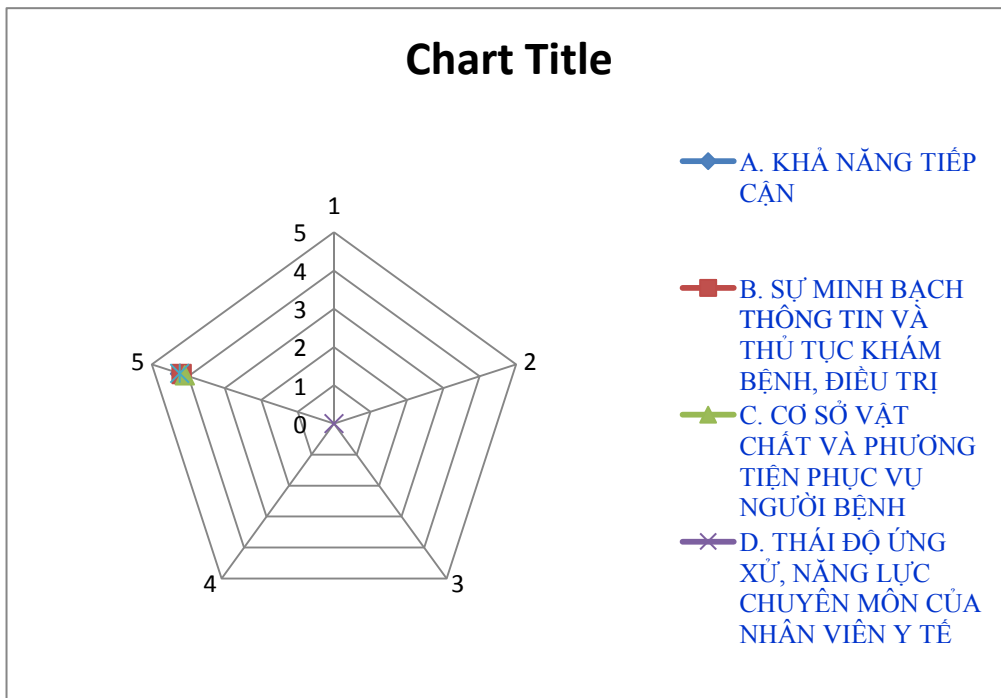 Chart Title
1
5
4
3
2
1
0
5
2
4
3
A. KHẢ NĂNG TIẾP
CẬN
B. SỰ MINH BẠCH
THÔNG TIN VÀ
THỦ TỤC KHÁM
BỆNH, ĐIỀU TRỊ
C. CƠ SỞ VẬT
CHẤT VÀ PHƯƠNG
TIỆN PHỤC VỤ
NGƯỜI BỆNH
D. THÁI ĐỘ ỨNG
XỬ, NĂNG LỰC
CHUYÊN MÔN CỦA
NHÂN VIÊN Y TẾ